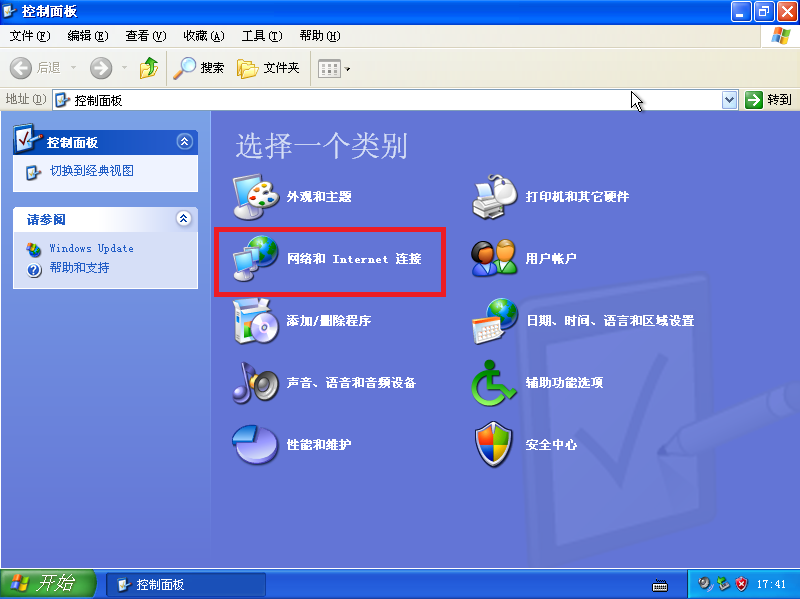 控制面板
文件(F) 编辑(E) 查看(V) 收藏(A) 工具(T) 帮助(H)
后退 搜索 文件夹
地址(D) 控制面板 转到
控制面板
切换到经典视图
请参阅
Windows Update
帮助和支持
选择一个类别
外观和主题
打印机和其它硬件
网络和 Internet 连接
用户帐户
添加/删除程序
日期、时间、语言和区域设置
声音、语音和音频设备
辅助功能选项
性能和维护
安全中心
开始 控制面板 17:41